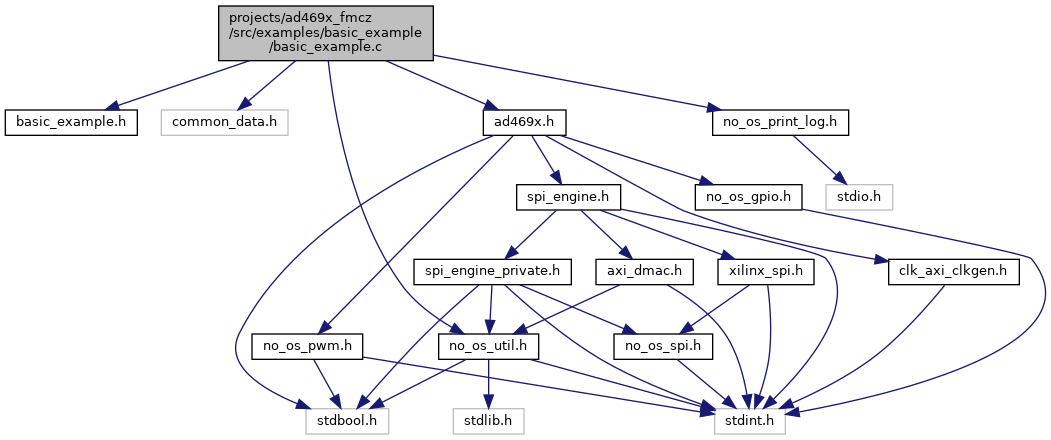 projects/ad469x_fmcz
/src/examples/basic_example
/basic_example.c
basic_example.h
common_data.h
ad469x.h
no_os_print_log.h
spi_engine.h
no_os_gpio.h
stdio.h
spi_engine_private.h
axi_dmac.h
xilinx_spi.h
clk_axi_clkgen.h
no_os_pwm.h
no_os_util.h
no_os_spi.h
stdbool.h
stdlib.h
stdint.h